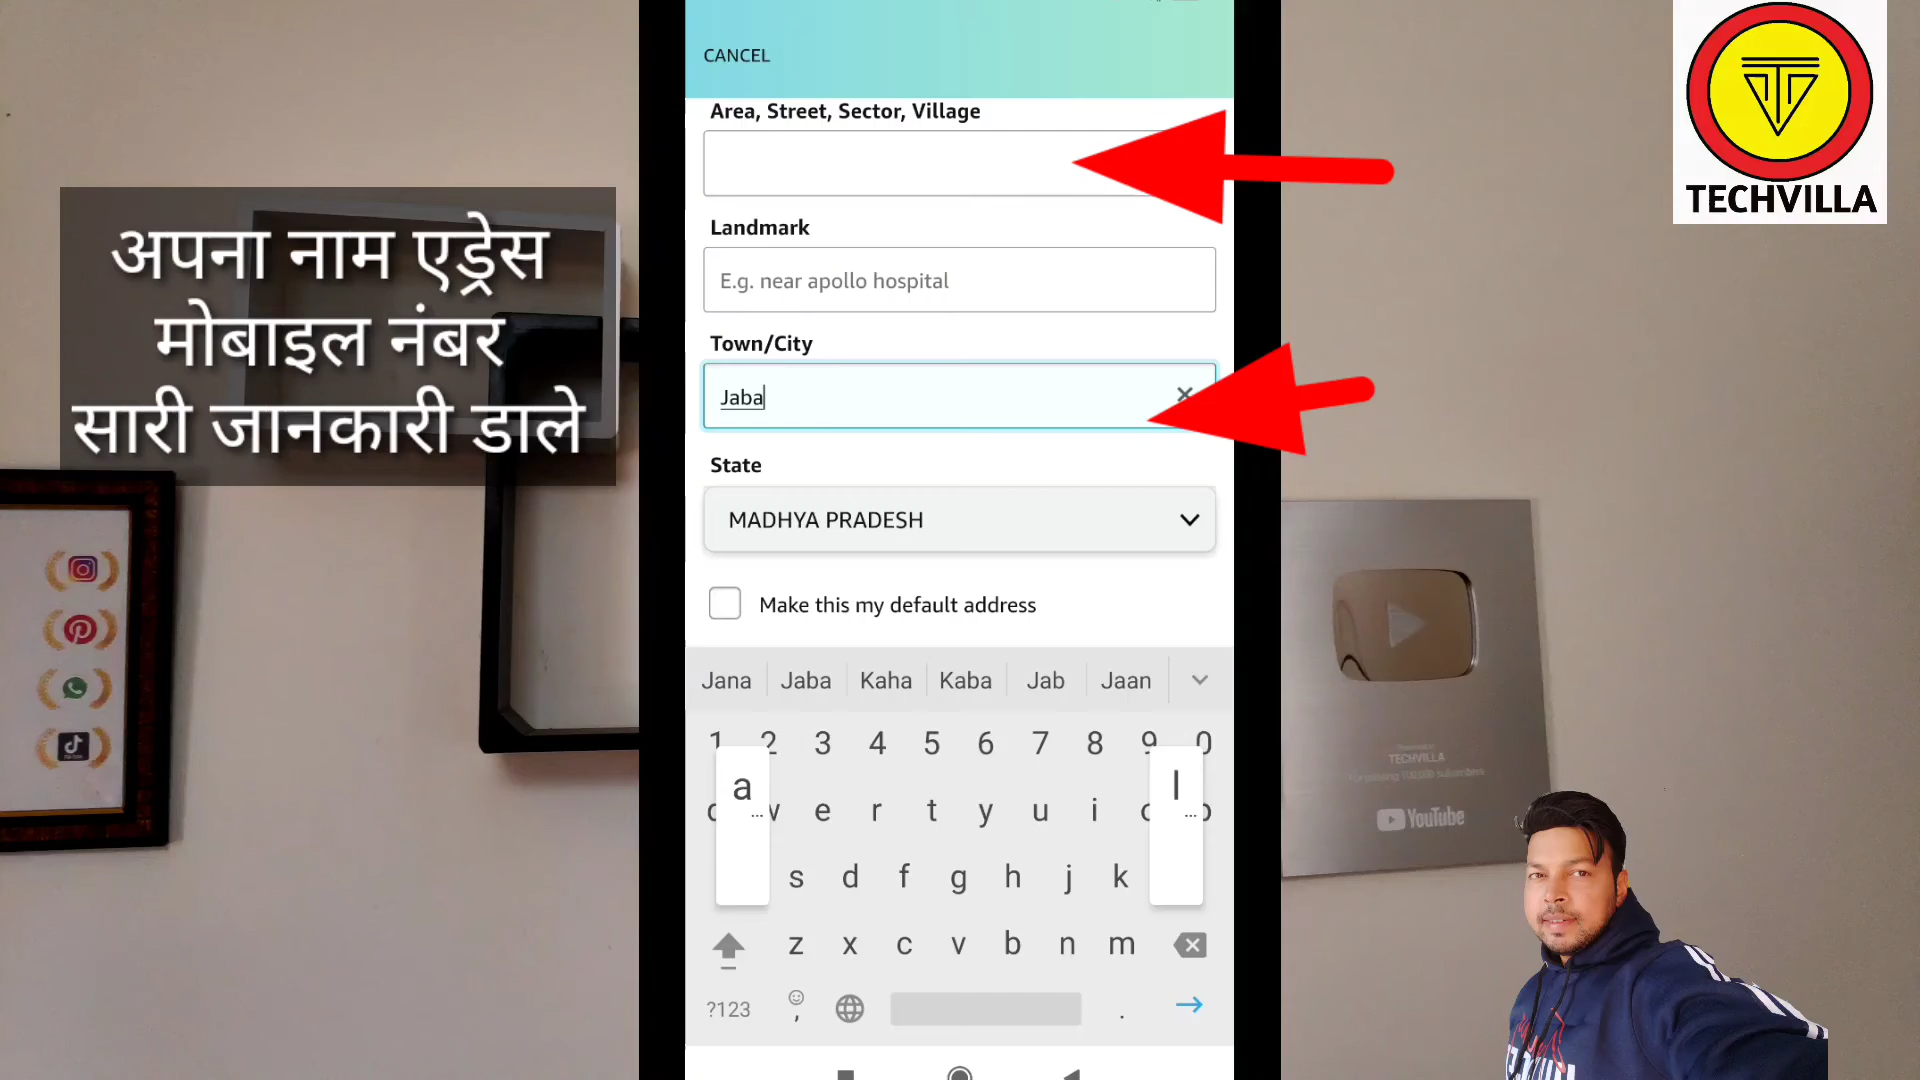 CANCEL
Area, Street, Sector, Village
Landmark
E.g. near apollo hospital
Town/City
Jaba
State
MADHYA PRADESH
Make this my default address
Jana Jaba Kaha Kaba Jab Jaan
1 2 3 4 5 6 7 8 9 0
w e r t y u i
a s d f g h j k l
z x c v b n m
?123 , .
अपना नाम एड्रेस
मोबाइल नंबर
सारी जानकारी डाले
TECHVILLA
TECHVILLA
YouTube